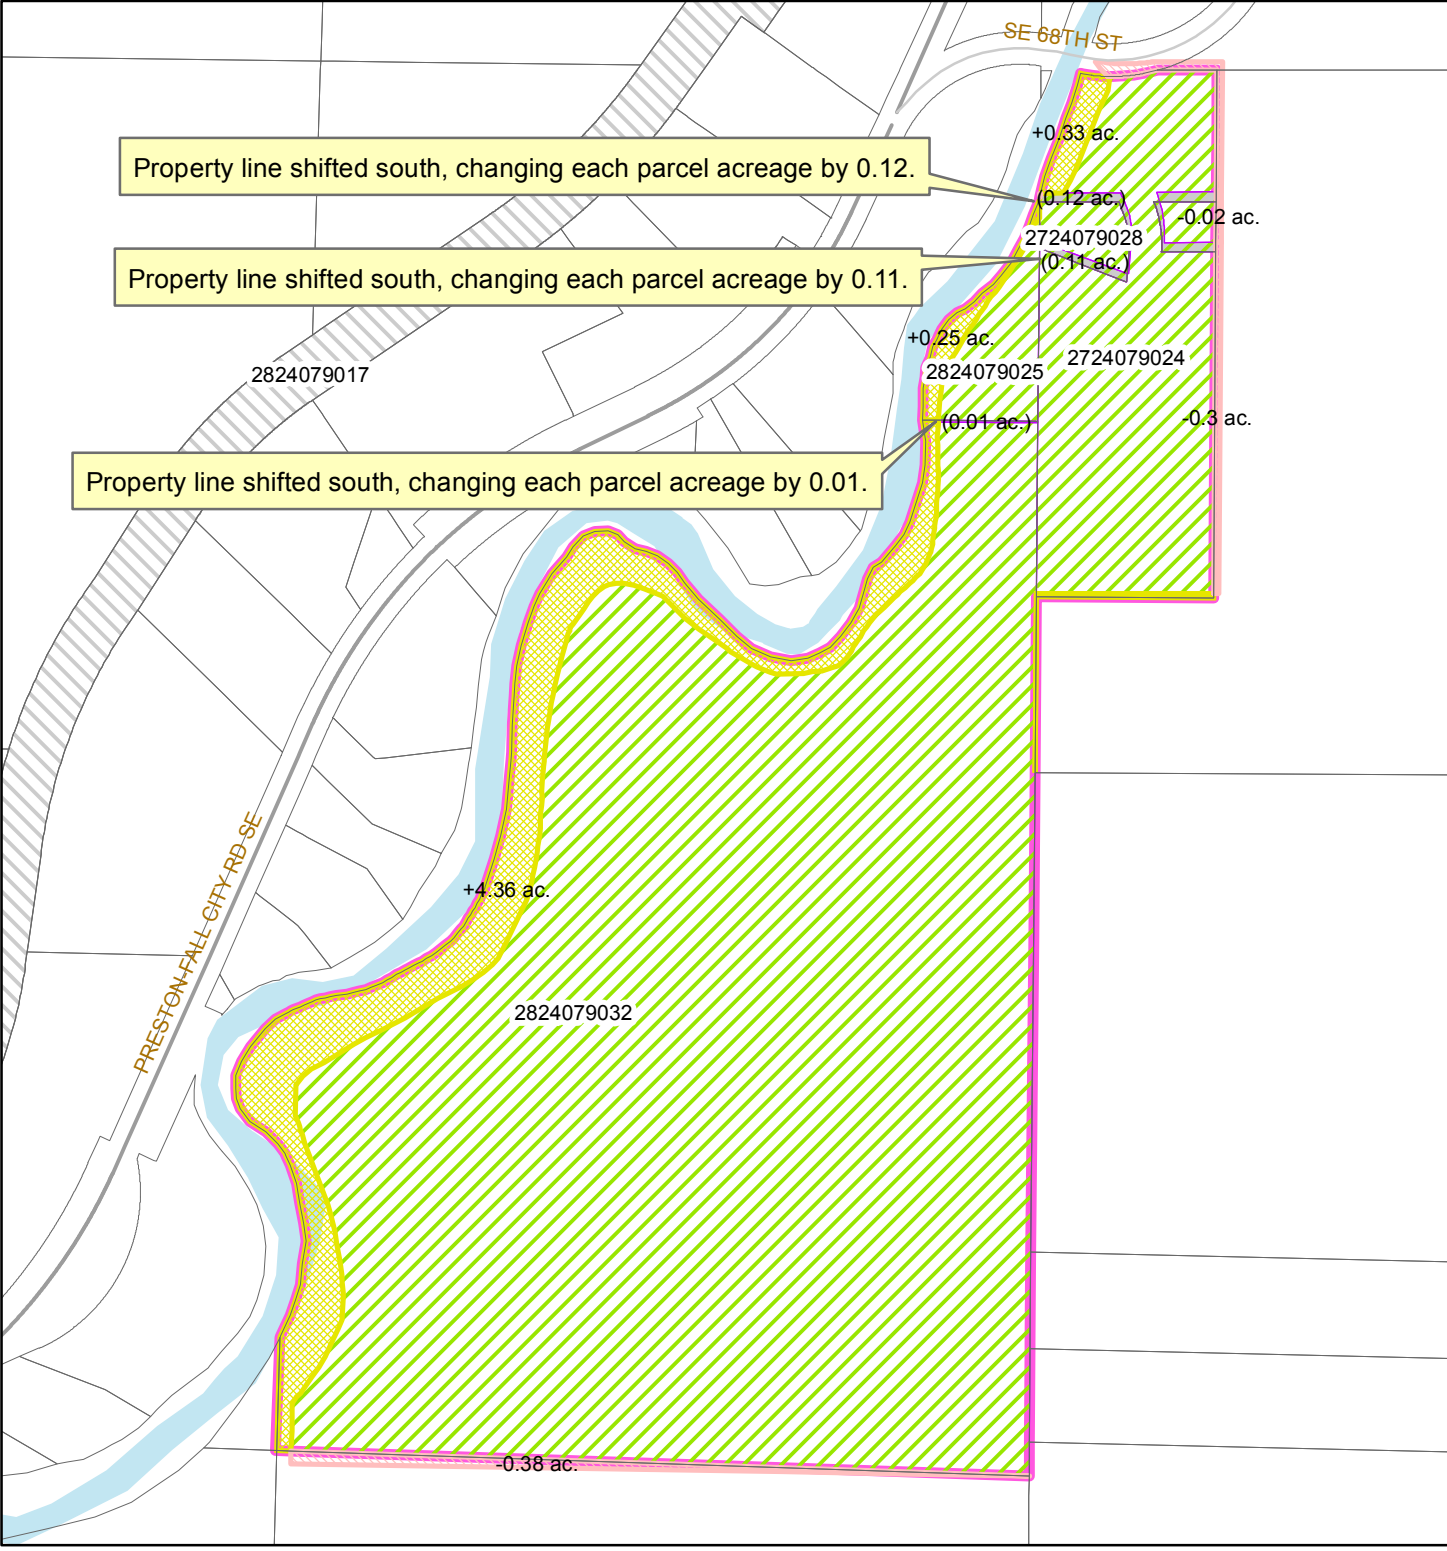 SE 68TH ST
+0.33 ac.
Property line shifted south, changing each parcel acreage by 0.12.
(0.12 ac.)
-0.02 ac.
2724079028
(0.11 ac.)
Property line shifted south, changing each parcel acreage by 0.11.
+0.25 ac.
2724079024
2824079017
2824079025
-0.3 ac.
(0.01 ac.)
Property line shifted south, changing each parcel acreage by 0.01.
PRESTON-FALL CITY RD SE
+4.36 ac.
2824079032
-0.38 ac.